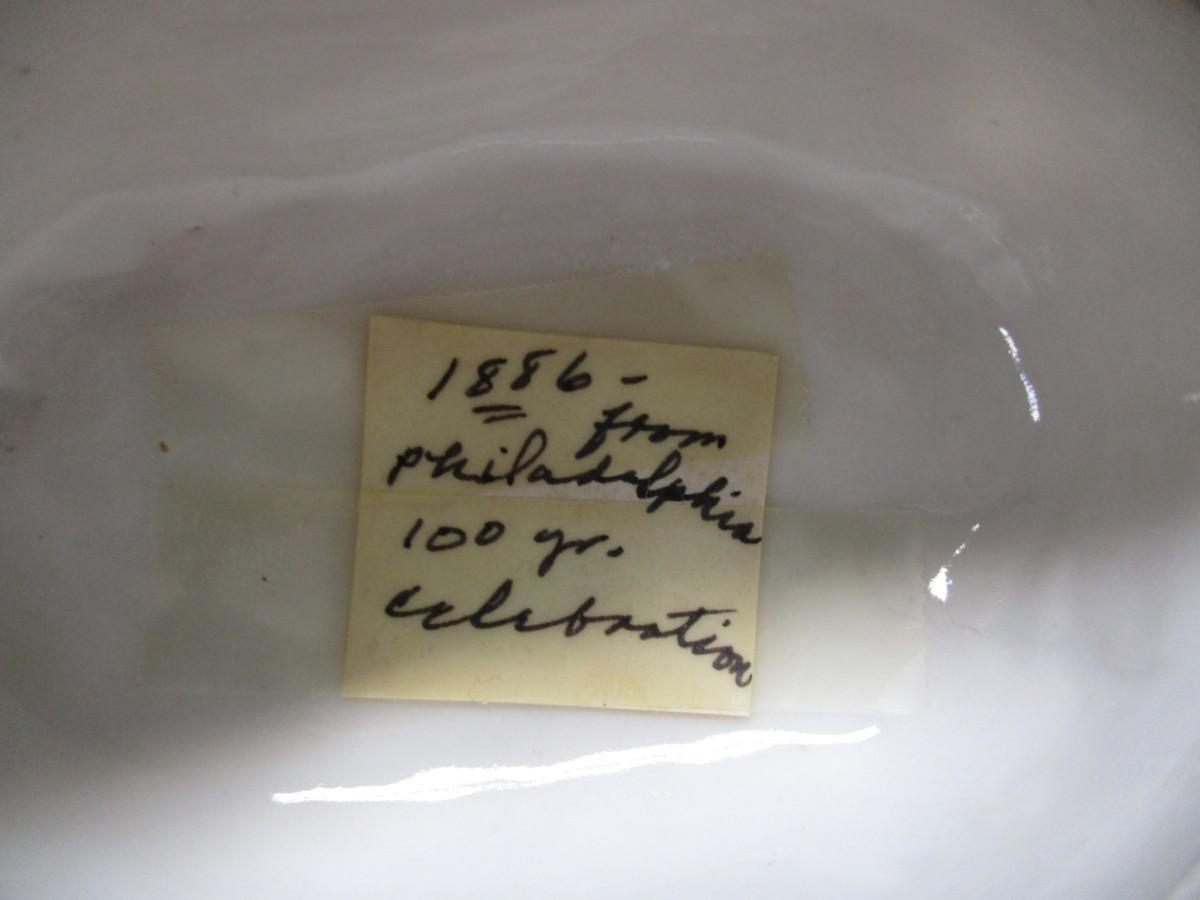 1886 -
from
philadelphia
100 yr.
celebration